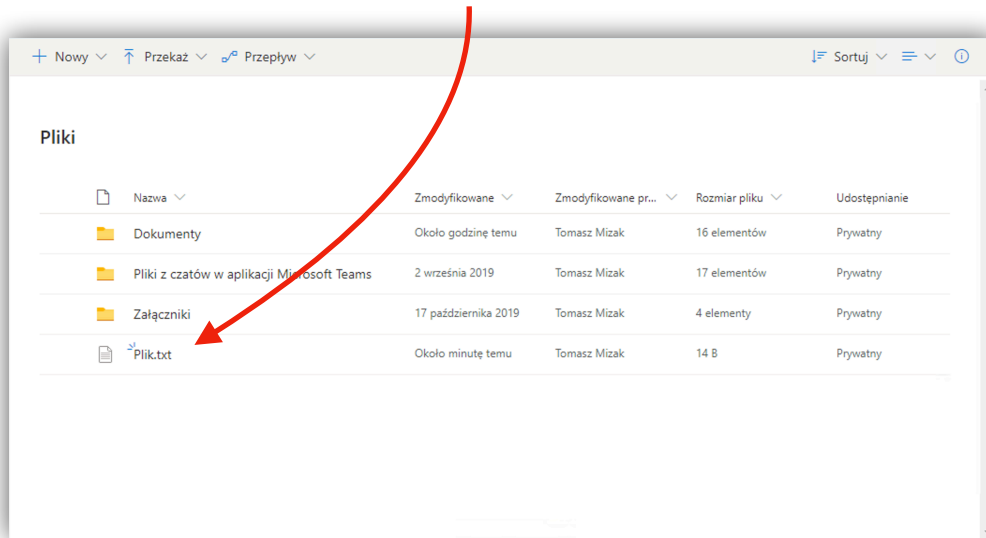 Nowy Przekaż Przepływ Sortuj
Pliki
Nazwa Zmodyfikowane Zmodyfikowane pr... Rozmiar pliku Udostępnianie
Dokumenty Około godzinę temu Tomasz Mizak 16 elementów Prywatny
Pliki z czatów w aplikacji Microsoft Teams 2 września 2019 Tomasz Mizak 17 elementów Prywatny
Załączniki 17 października 2019 Tomasz Mizak 4 elementy Prywatny
Plik.txt Około minutę temu Tomasz Mizak 14 B Prywatny